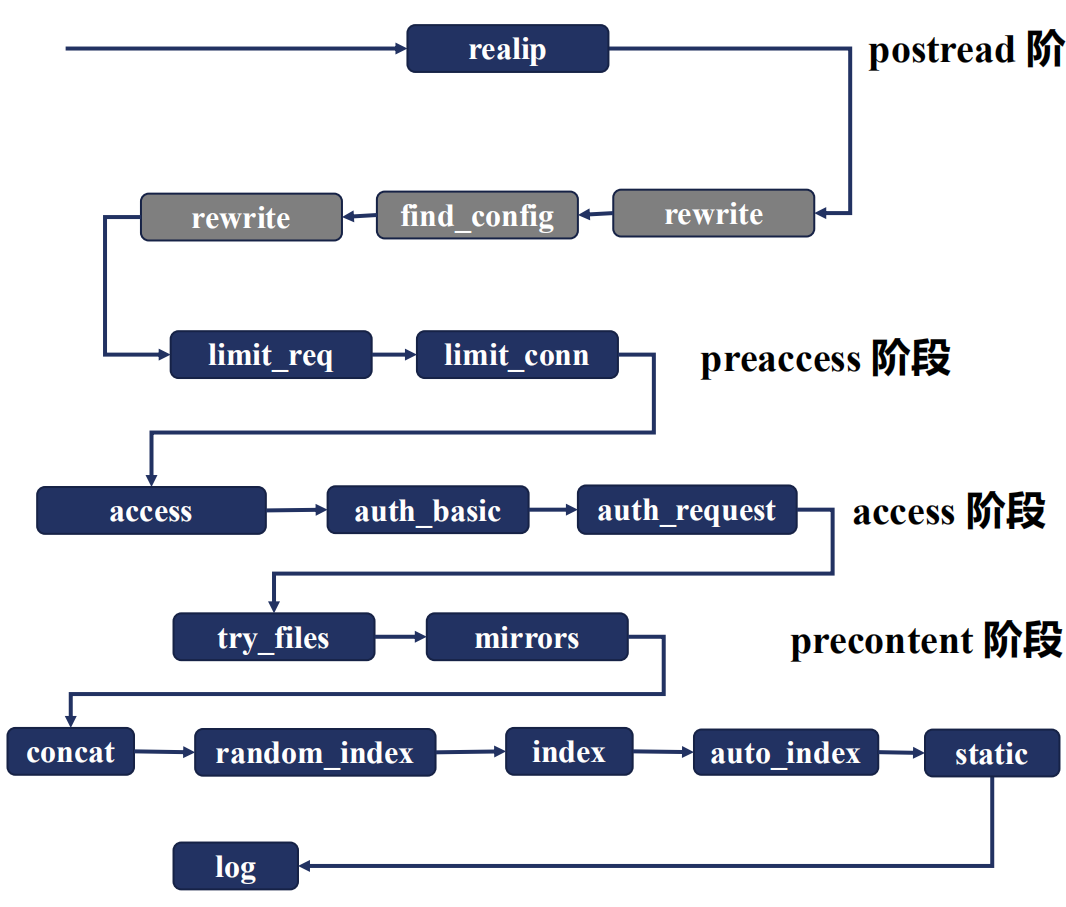 realip
postread 阶
rewrite
find_config
rewrite
limit_req
limit_conn
preaccess 阶段
access
auth_basic
auth_request
access 阶段
try_files
mirrors
precontent 阶段
concat
random_index
index
auto_index
static
log